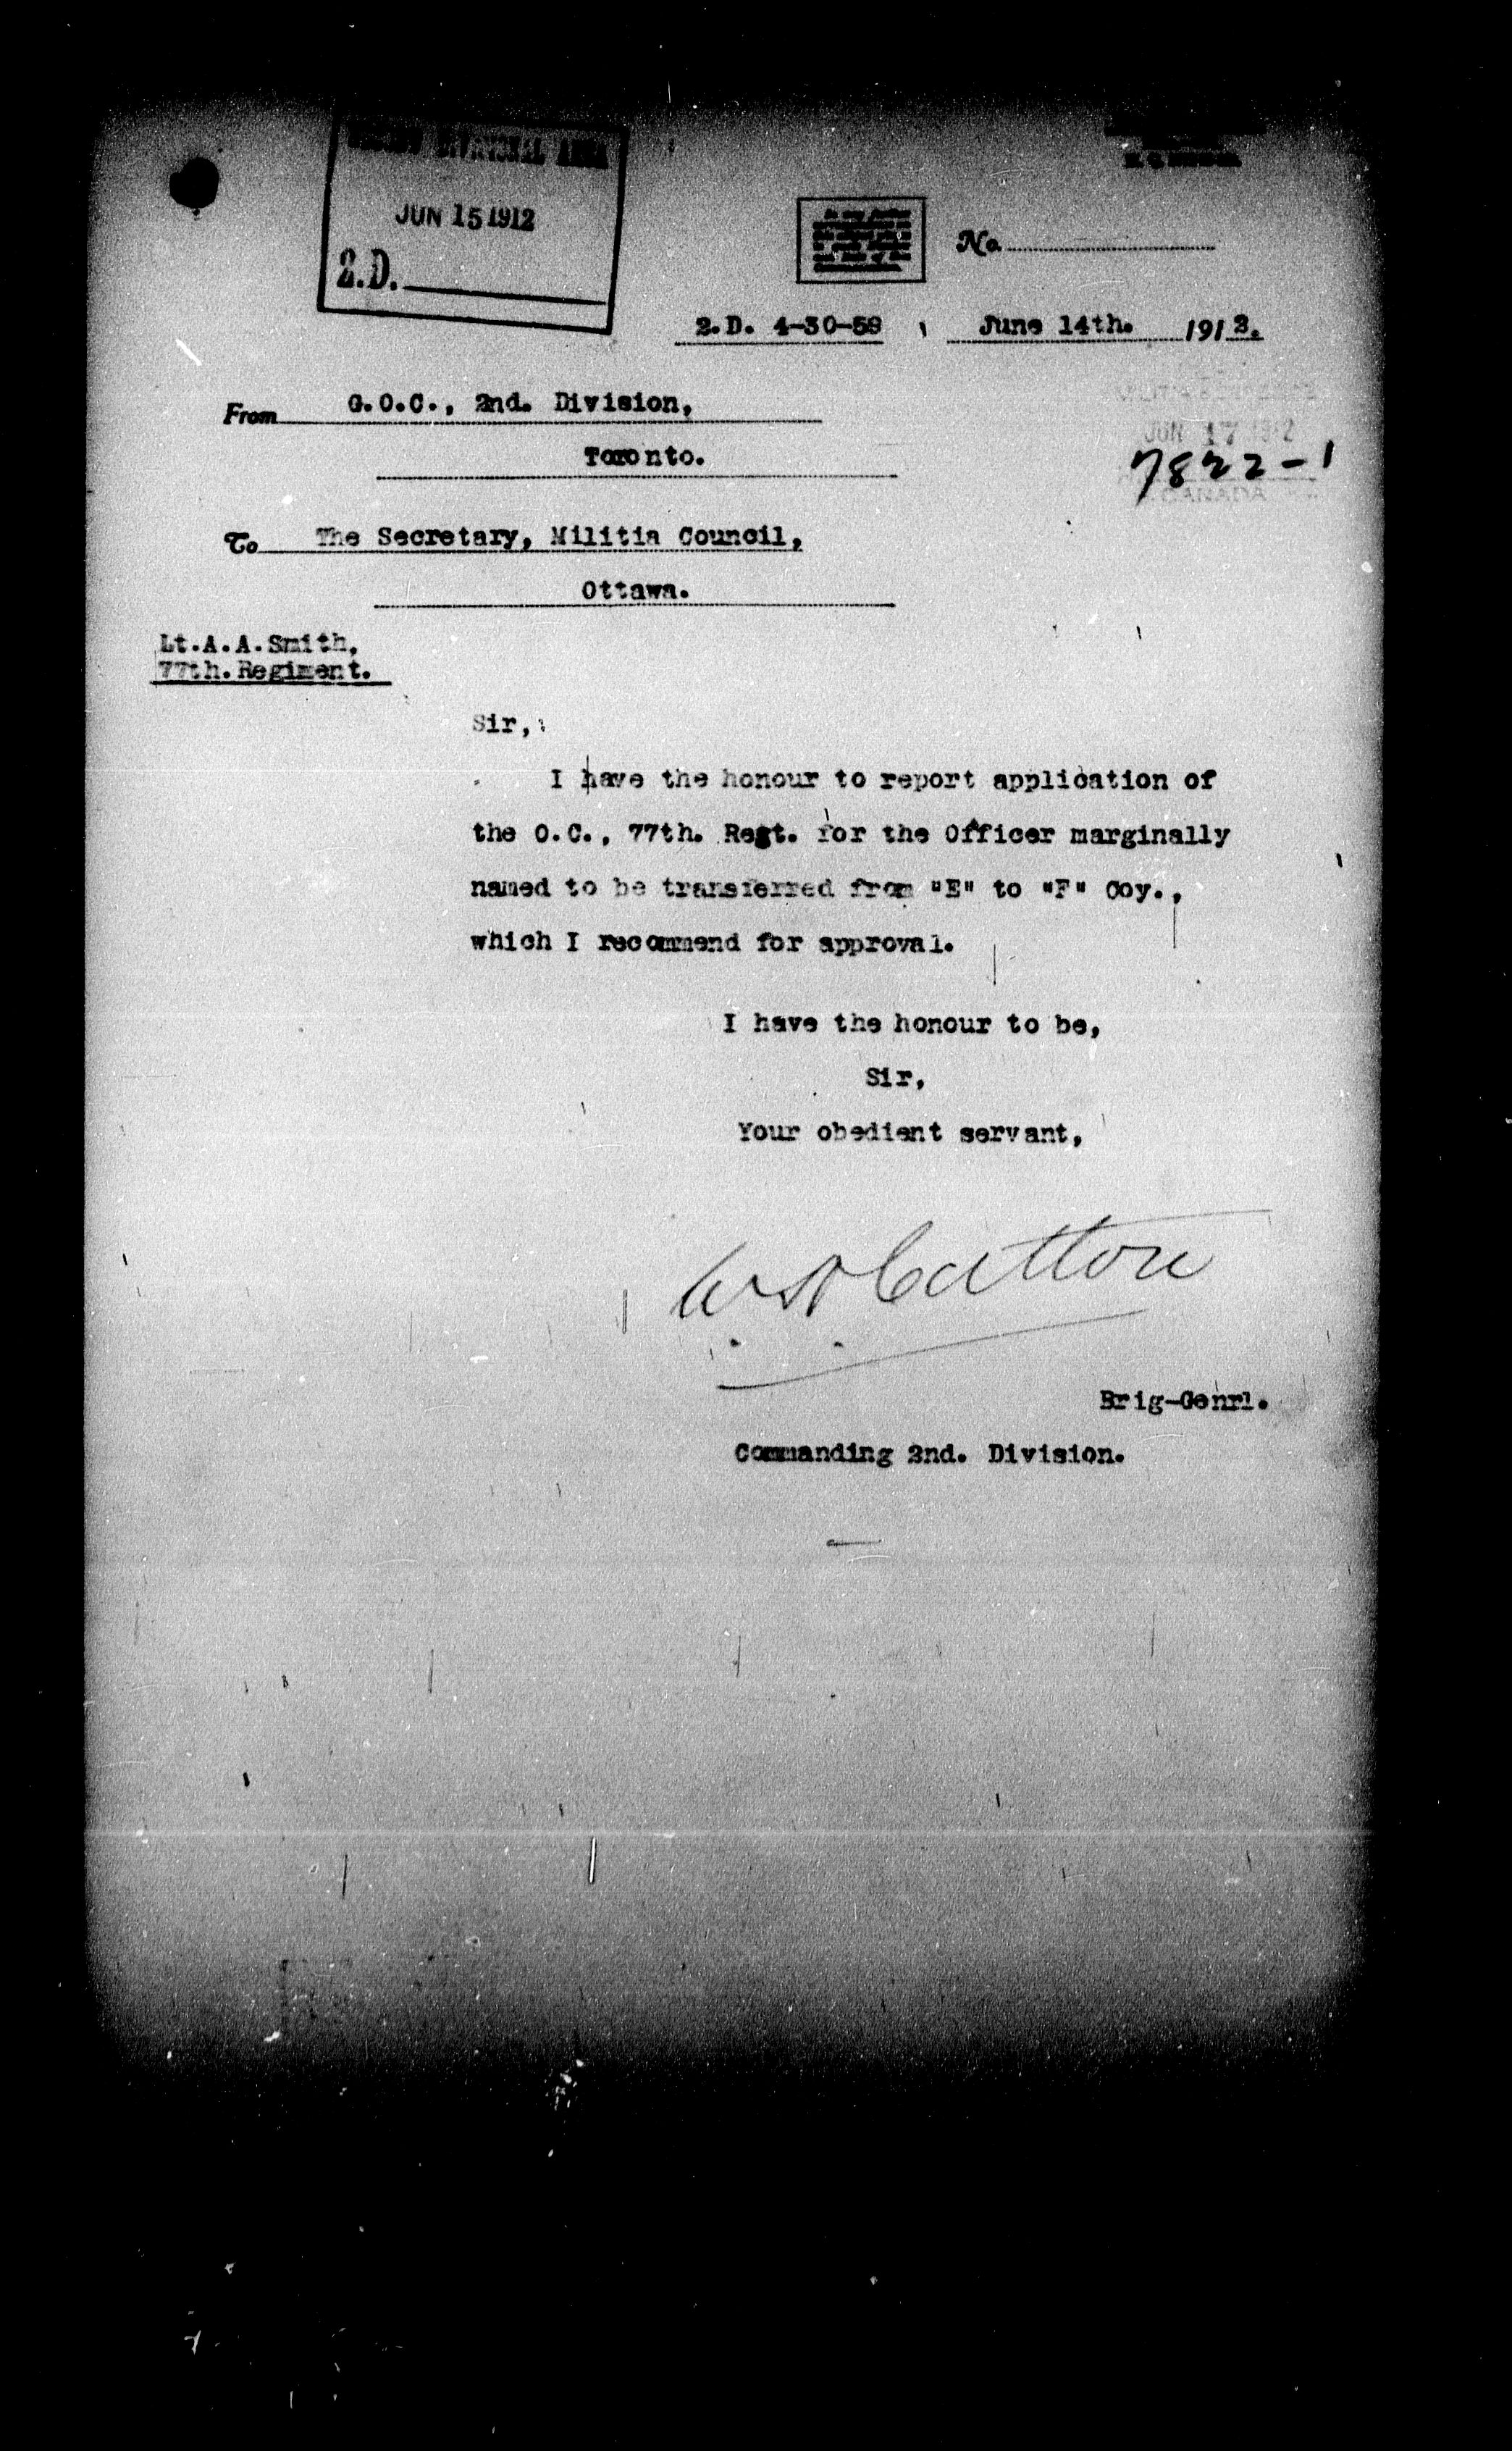 DIVISIONAL AREA
JUN 15 1912
2.D.
No.
2.D. 4-30-58 June 14th. 1912.
JUN 17 1912
7822-1
CANADA
From G.O.C., 2nd. Division,
Toronto.
To The Secretary, Militia Council,
Ottawa.
Lt.A.A.Smith,
77th.Regiment.
Sir,
I have the honour to report application of
the O.C., 77th. Regt. for the Officer marginally
named to be transferred from "E" to "F" Coy.,
which I recommend for approval.
I have the honour to be,
Sir,
Your obedient servant,
Brig-Genrl.
Commanding 2nd. Division.